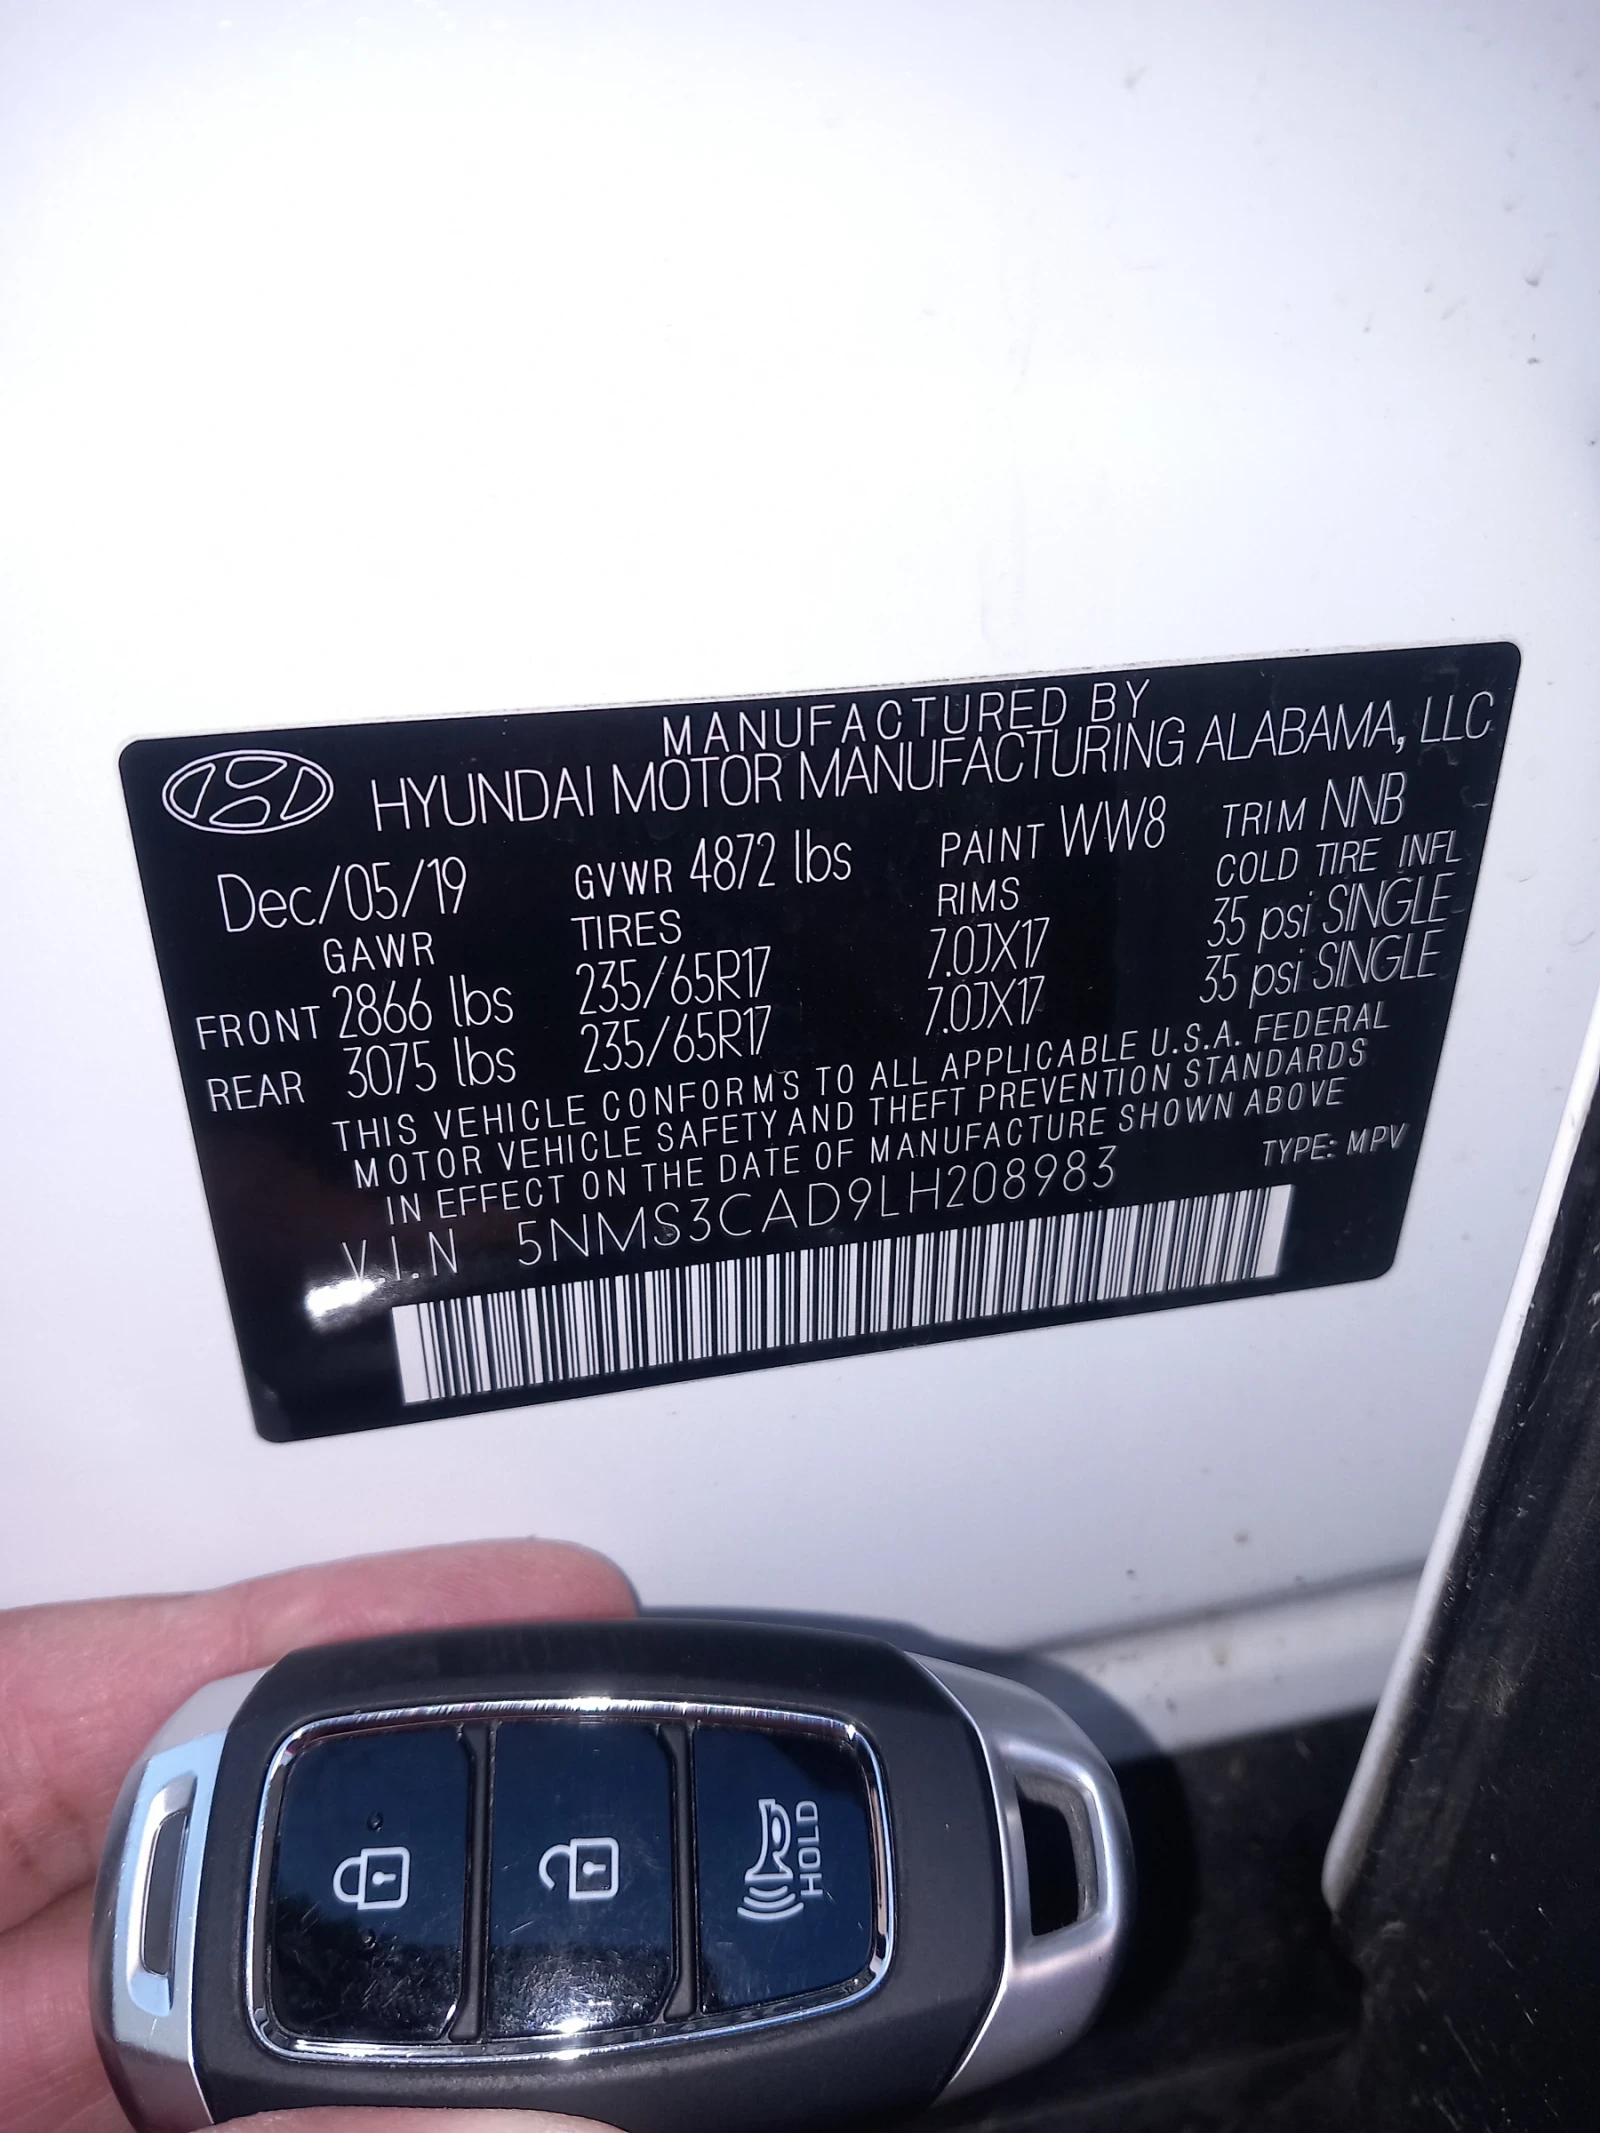 MANUFACTURED BY
HYUNDAI MOTOR MANUFACTURING ALABAMA, LLC
Dec/05/19 GVWR 4872 lbs PAINT WW8 TRIM NNB
GAWR TIRES RIMS COLD TIRE INFL
FRONT 2866 lbs 235/65R17 7.0JX17 35 psi SINGLE
REAR 3075 lbs 235/65R17 7.0JX17 35 psi SINGLE
THIS VEHICLE CONFORMS TO ALL APPLICABLE U.S.A. FEDERAL
MOTOR VEHICLE SAFETY AND THEFT PREVENTION STANDARDS
IN EFFECT ON THE DATE OF MANUFACTURE SHOWN ABOVE
V.I.N 5NMS3CAD9LH208983 TYPE: MPV
HOLD